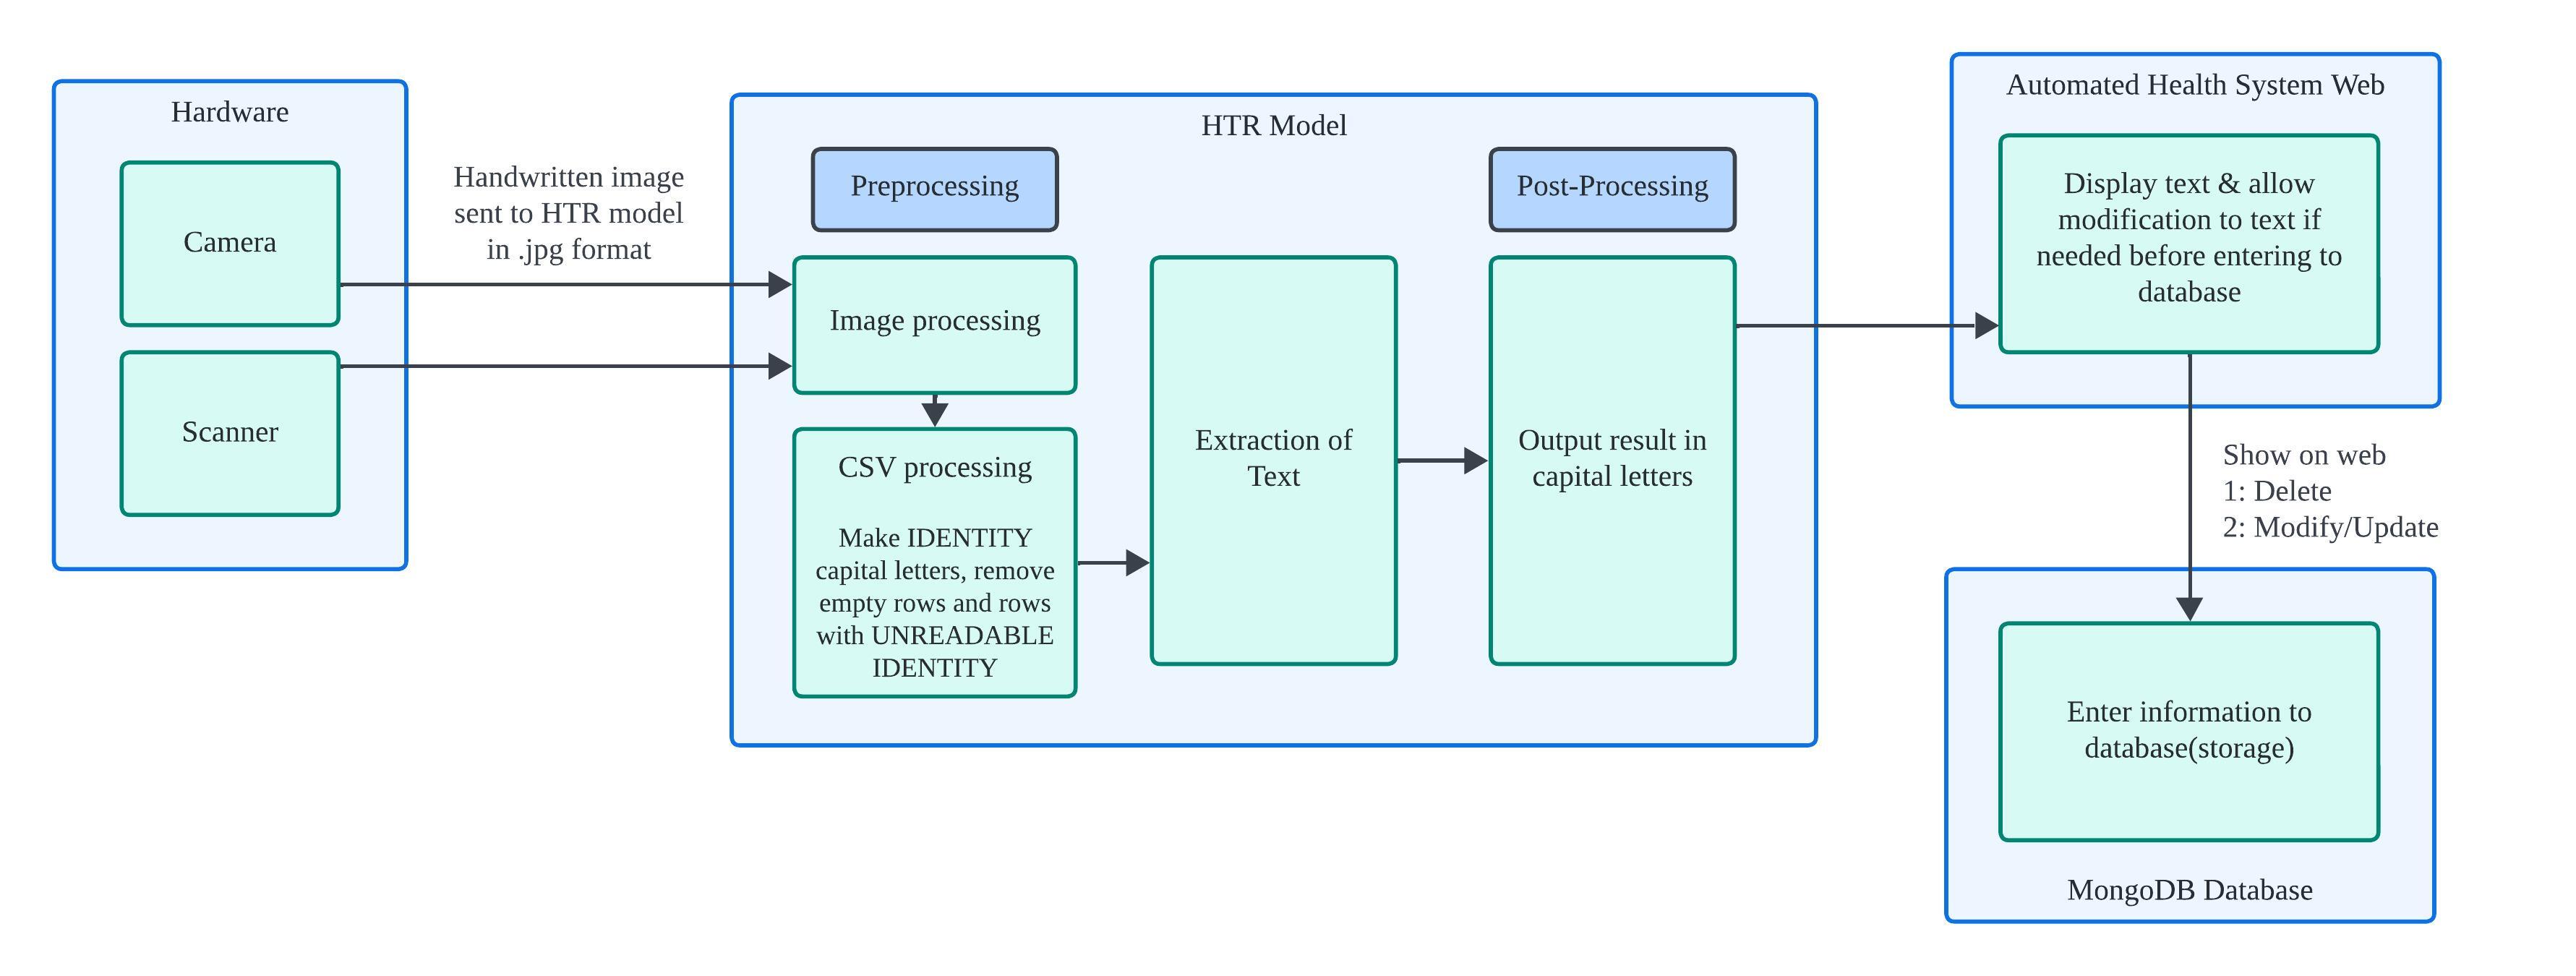 Hardware
Camera
Scanner
Handwritten image
sent to HTR model
in .jpg format
HTR Model
Preprocessing
Image processing
CSV processing
Make IDENTITY
capital letters, remove
empty rows and rows
with UNREADABLE
IDENTITY
Extraction of
Text
Post-Processing
Output result in
capital letters
Automated Health System Web
Display text & allow
modification to text if
needed before entering to
database
Show on web
1: Delete
2: Modify/Update
Enter information to
database(storage)
MongoDB Database